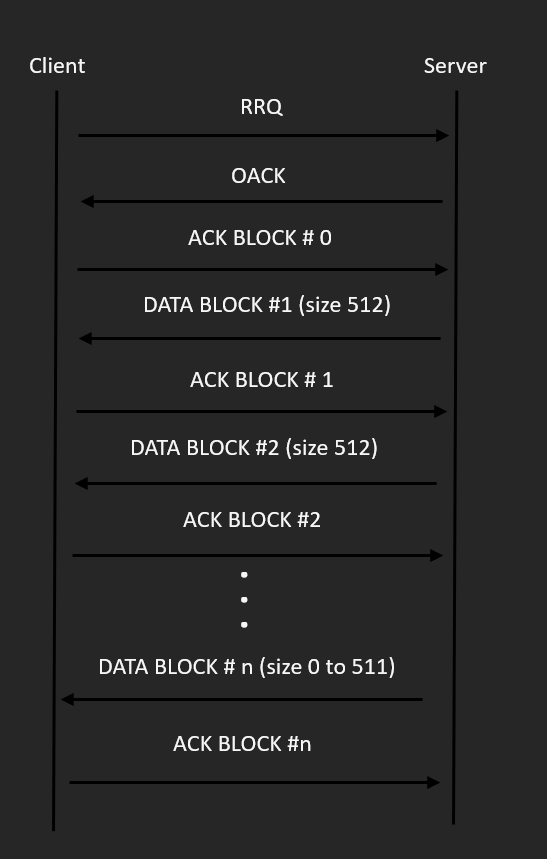 Client
Server
RRQ
OACK
ACK BLOCK # 0
DATA BLOCK #1 (size 512)
ACK BLOCK # 1
DATA BLOCK #2 (size 512)
ACK BLOCK #2
DATA BLOCK # n (size 0 to 511)
ACK BLOCK #n